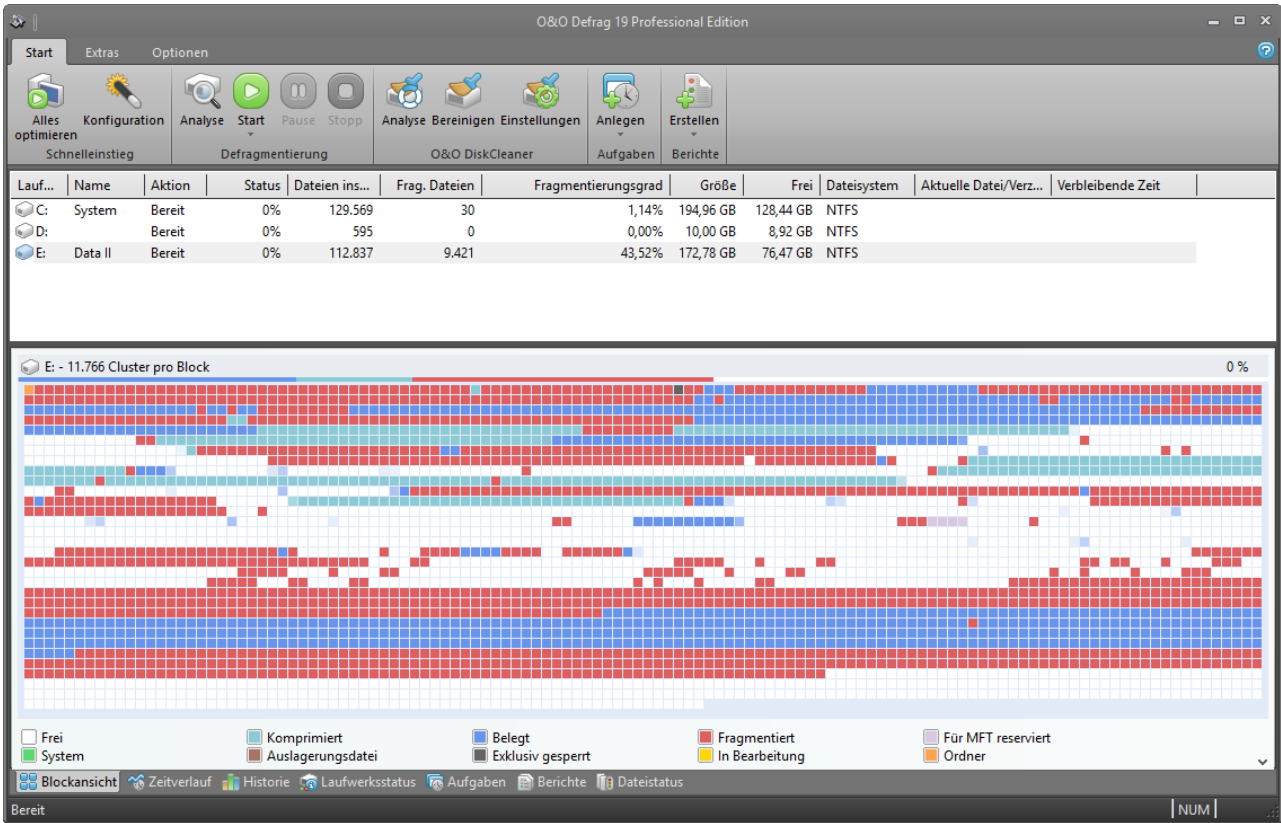 O&O Defrag 19 Professional Edition
Start Extras Optionen
Alles optimieren Konfiguration Analyse Start Pause Stopp Analyse Bereinigen Einstellungen Anlegen Erstellen
Schnelleinstieg Defragmentierung O&O DiskCleaner Aufgaben Berichte
Lauf... Name Aktion Status Dateien ins... Frag. Dateien Fragmentierungsgrad Größe Frei Dateisystem Aktuelle Datei/Verz... Verbleibende Zeit
C: System Bereit 0% 129.569 30 1,14% 194,96 GB 128,44 GB NTFS
D: Bereit 0% 595 0 0,00% 10,00 GB 8,92 GB NTFS
E: Data II Bereit 0% 112.837 9.421 43,52% 172,78 GB 76,47 GB NTFS
E: - 11.766 Cluster pro Block 0 %
Frei Komprimiert Belegt Fragmentiert Für MFT reserviert
System Auslagerungsdatei Exklusiv gesperrt In Bearbeitung Ordner
Blockansicht Zeitverlauf Historie Laufwerksstatus Aufgaben Berichte Dateistatus
Bereit NUM